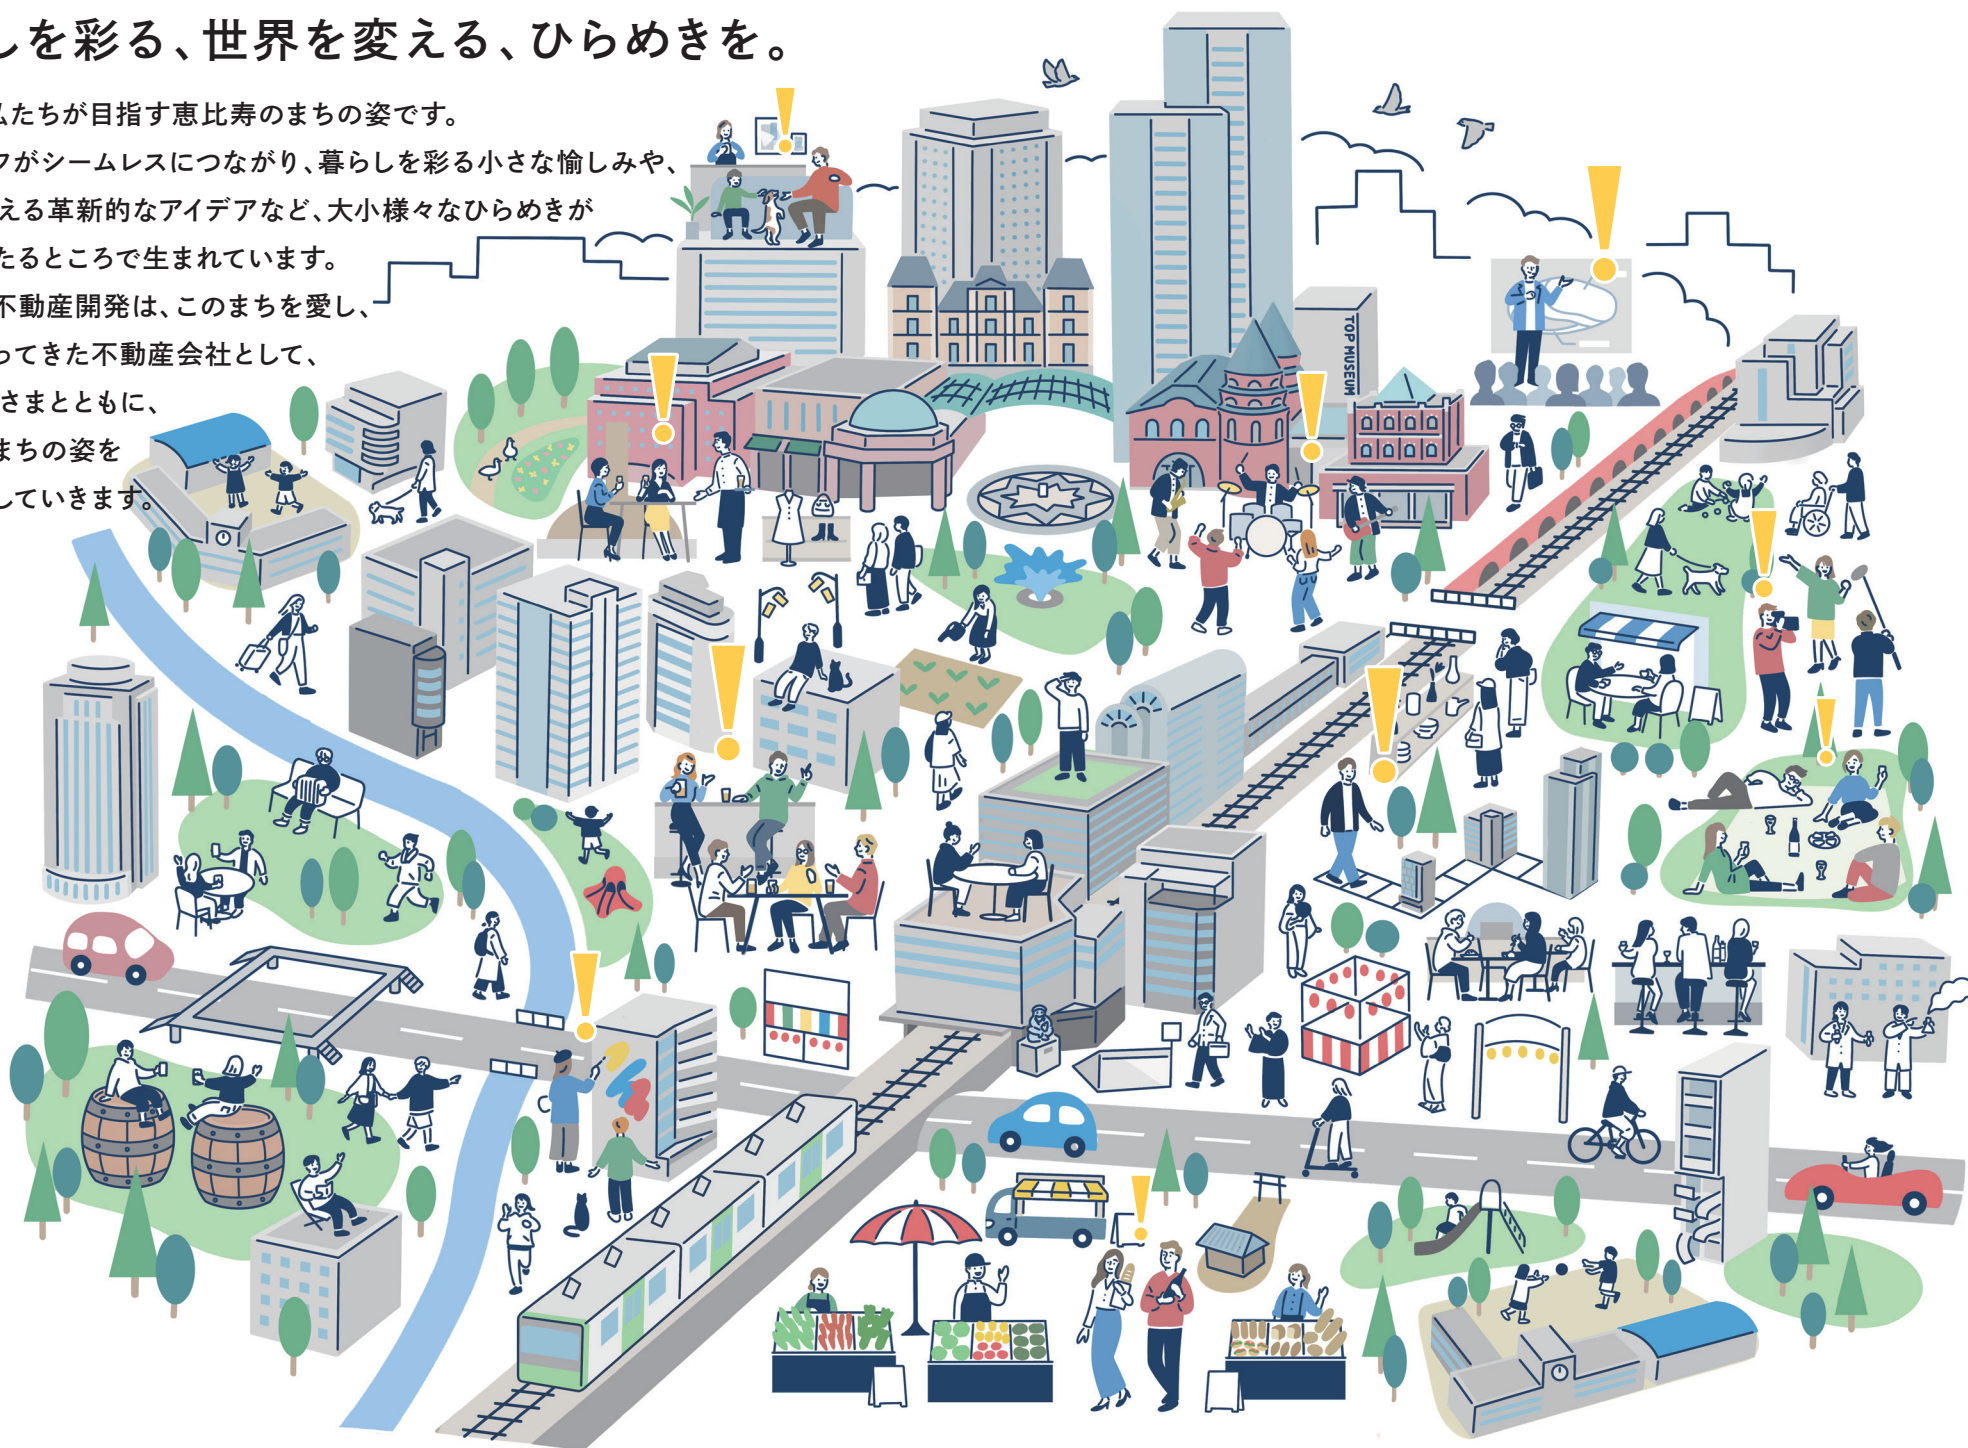 しを彩る、世界を変える、ひらめきを。
私たちが目指す恵比寿のまちの姿です。
フがシームレスにつながり、暮らしを彩る小さな愉しみや、
える革新的なアイデアなど、大小様々なひらめきが
たるところで生まれています。
不動産開発は、このまちを愛し、
ってきた不動産会社として、
さまとともに、
まちの姿を
していきます。
TOP MUSEUM